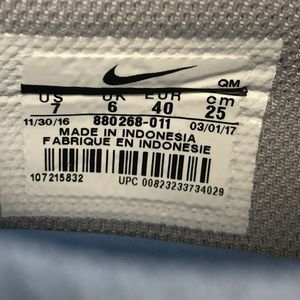 QM
US UK EUR cm
7 6 40 25
11/30/16 880268-011 03/01/17
MADE IN INDONESIA
FABRIQUE EN INDONESIE
107215832 UPC 00823233734029